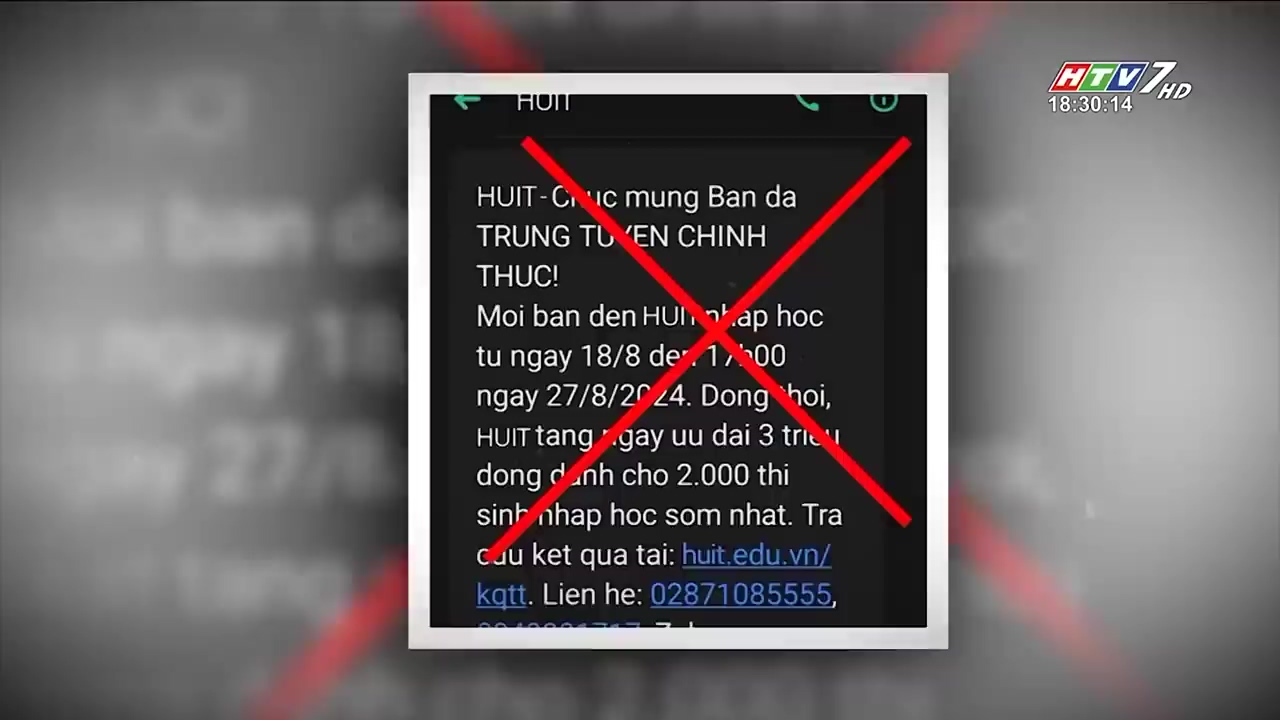 HTV7 HD
18:30:14
HUIT
HUIT-Chuc mung Ban da
TRUNG TUYEN CHINH
THUC!
Moi ban den HUIT nhap hoc
tu ngay 18/8 den 17h00
ngay 27/8/2024. Dong thoi,
HUIT tang ngay uu dai 3 trieu
dong danh cho 2.000 thi
sinh nhap hoc som nhat. Tra
cuu ket qua tai: huit.edu.vn/
kqtt. Lien he: 02871085555,